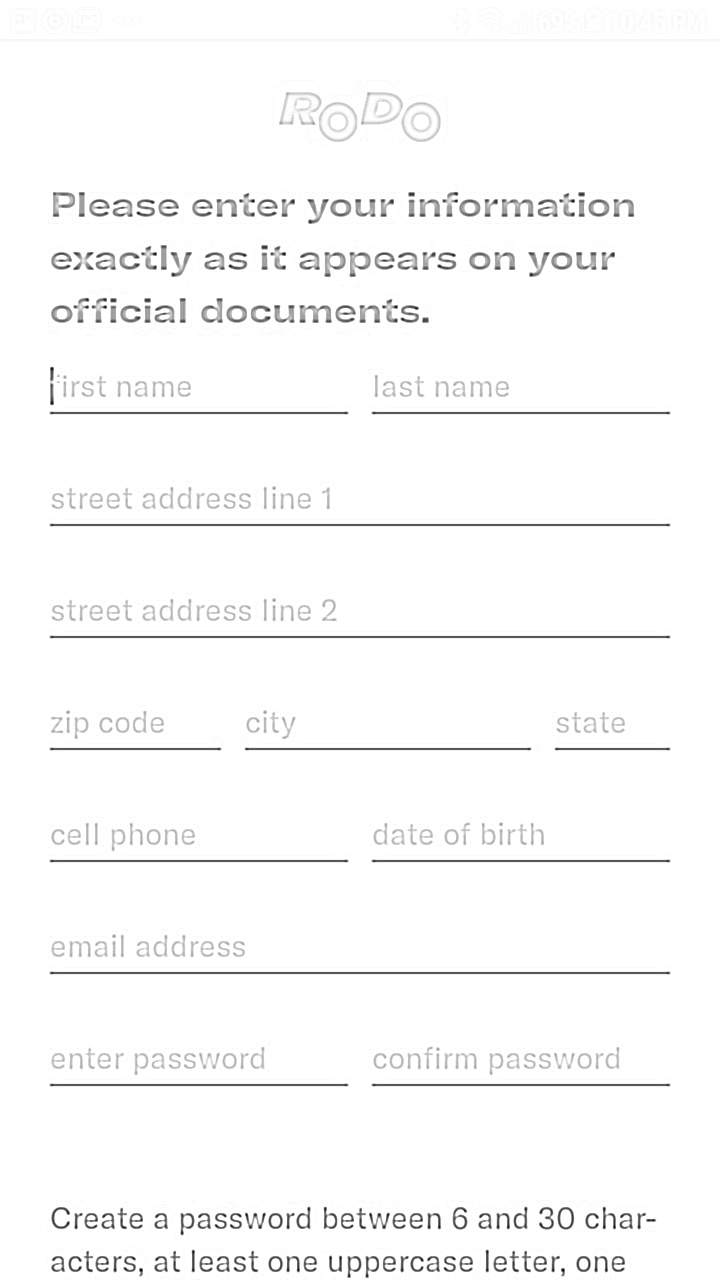 RODO
Please enter your information
exactly as it appears on your
official documents.
first name last name
street address line 1
street address line 2
zip code city state
cell phone date of birth
email address
enter password confirm password
Create a password between 6 and 30 char-
acters, at least one uppercase letter, one